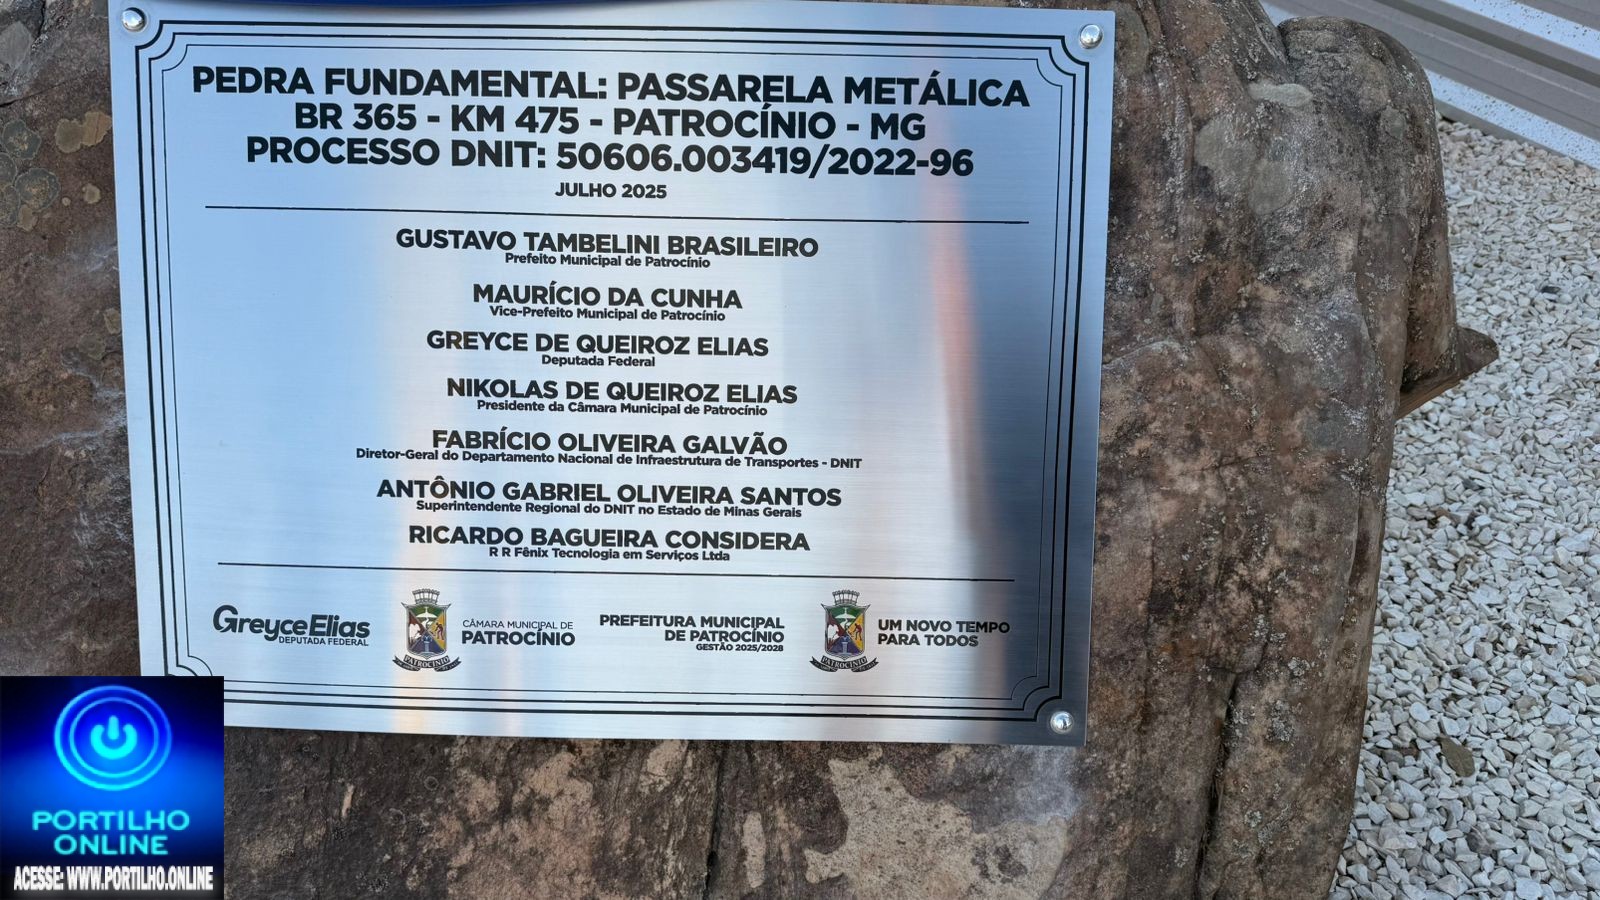 PEDRA FUNDAMENTAL: PASSARELA METÁLICA
BR 365 - KM 475 - PATROCÍNIO - MG
PROCESSO DNIT: 50606.003419/2022-96
JULHO 2025
GUSTAVO TAMBELINI BRASILEIRO
Prefeito Municipal de Patrocínio
MAURÍCIO DA CUNHA
Vice-Prefeito Municipal de Patrocínio
GREYCE DE QUEIROZ ELIAS
Deputada Federal
NIKOLAS DE QUEIROZ ELIAS
Presidente da Câmara Municipal de Patrocínio
FABRÍCIO OLIVEIRA GALVÃO
Diretor-Geral do Departamento Nacional de Infraestrutura de Transportes - DNIT
ANTÔNIO GABRIEL OLIVEIRA SANTOS
Superintendente Regional do DNIT no Estado de Minas Gerais
RICARDO BAGUEIRA CONSIDERA
R R Fênix Tecnologia em Serviços Ltda
GreyceElias
DEPUTADA FEDERAL
PATROCÍNIO
CÂMARA MUNICIPAL DE
PATROCÍNIO
PREFEITURA MUNICIPAL
DE PATROCÍNIO
GESTÃO 2025/2028
PATROCÍNIO
UM NOVO TEMPO
PARA TODOS
PORTILHO
ONLINE
ACESSE: WWW.PORTILHO.ONLINE